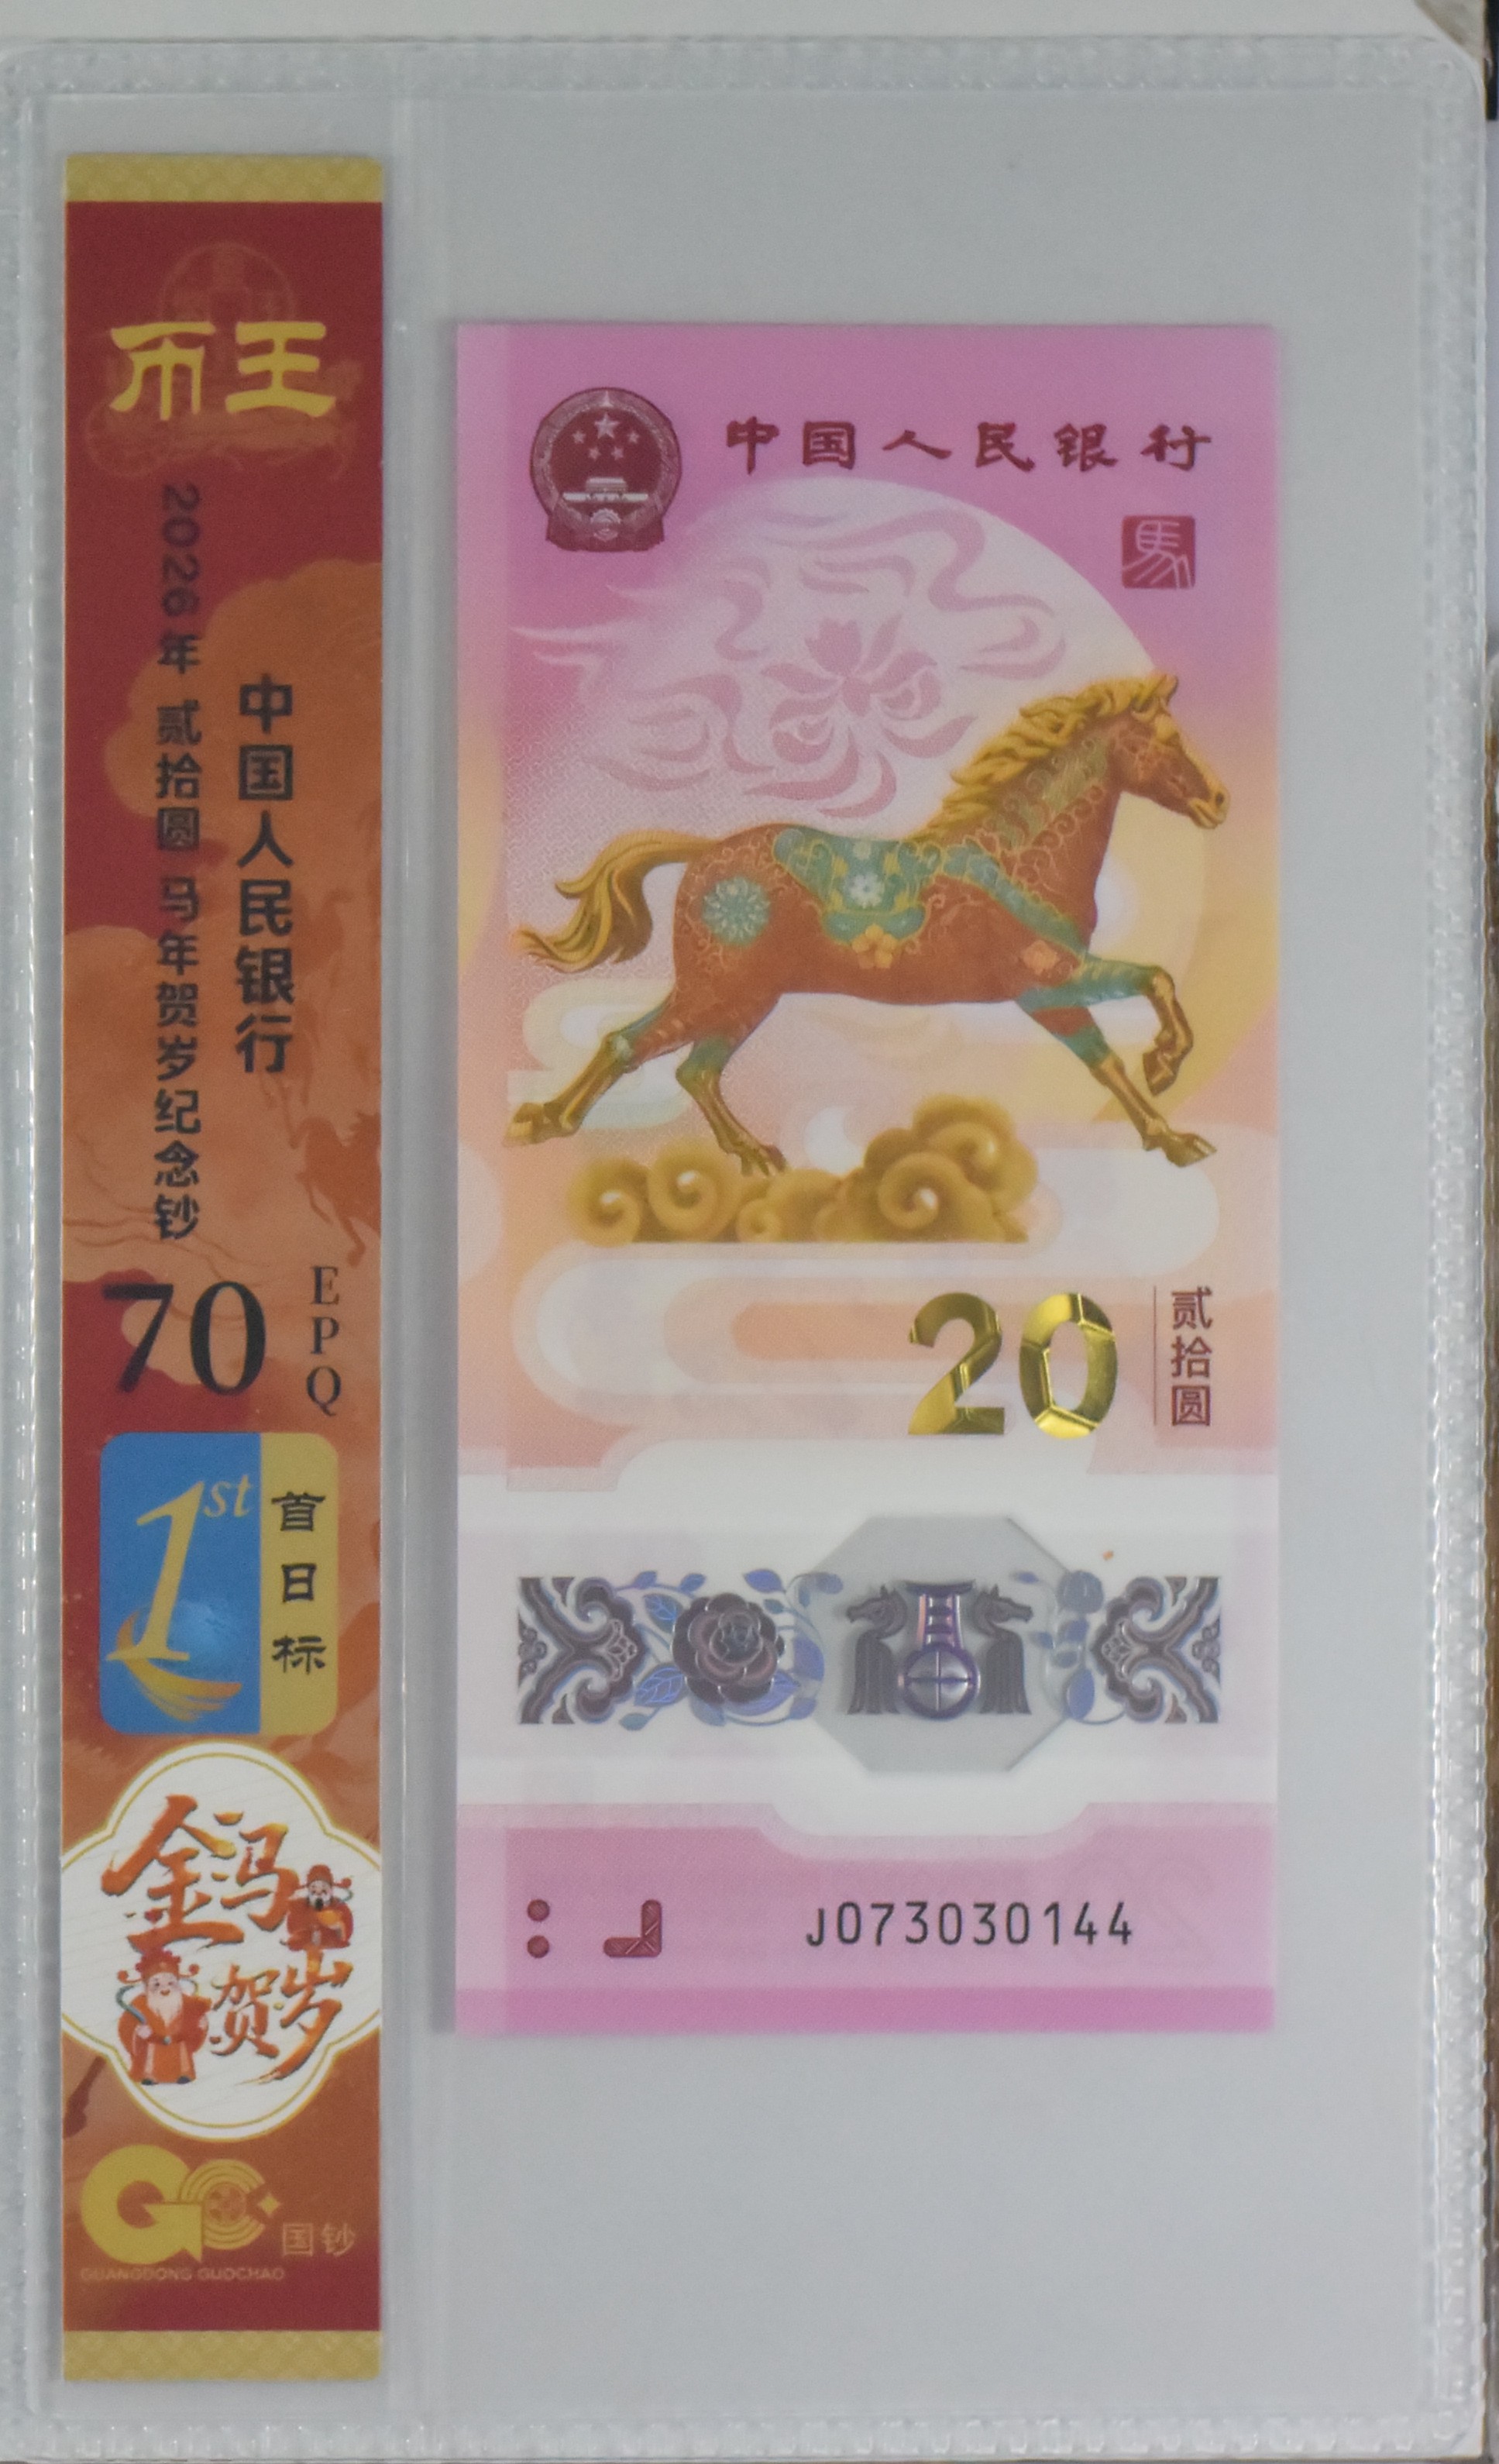 币王
中国人民银行
2026年 贰拾圆 马年贺岁纪念钞
70
EPQ
1st
首日标
金马
贺岁
GC
国钞
GUANGDONG GUOCHAO
中国人民银行
馬
20
贰拾圆
J073030144